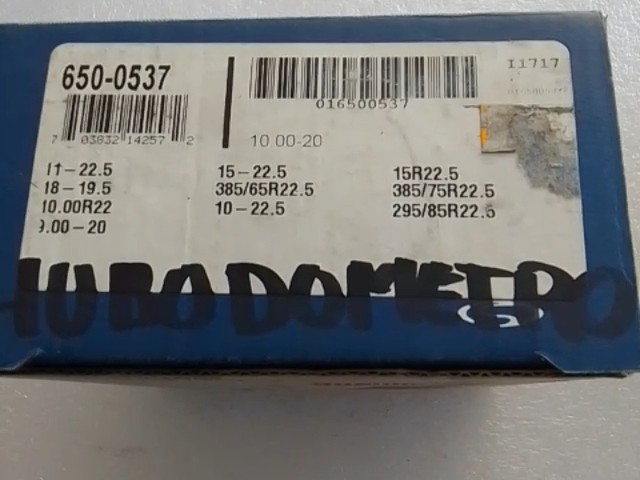 650-0537
7 03832 14257 2
016500537
I1717
10.00-20
11-22.5 15-22.5 15R22.5
18-19.5 385/65R22.5 385/75R22.5
10.00R22 10-22.5 295/85R22.5
9.00-20
HUBODOMETRO